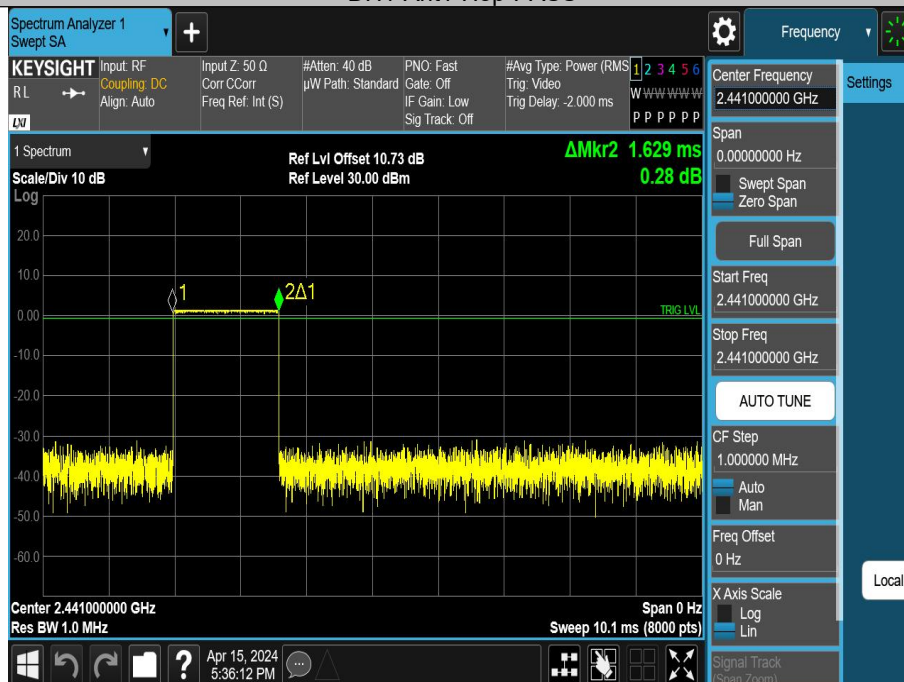 Spectrum Analyzer 1
Swept SA
Frequency
KEYSIGHT
RL
LXI
Input: RF
Coupling: DC
Align: Auto
Input Z: 50 Ω
Corr CCorr
Freq Ref: Int (S)
#Atten: 40 dB
µW Path: Standard
PNO: Fast
Gate: Off
IF Gain: Low
Sig Track: Off
#Avg Type: Power (RMS
Trig: Video
Trig Delay: -2.000 ms
1 2 3 4 5 6
W W W W W W
P P P P P P
1 Spectrum
Scale/Div 10 dB
Log
Ref Lvl Offset 10.73 dB
Ref Level 30.00 dBm
ΔMkr2 1.629 ms
0.28 dB
20.0
10.0
0.00
-10.0
-20.0
-30.0
-40.0
-50.0
-60.0
1
2Δ1
TRIG LVL
Center 2.441000000 GHz
Res BW 1.0 MHz
Span 0 Hz
Sweep 10.1 ms (8000 pts)
Apr 15, 2024
5:36:12 PM
Center Frequency
2.441000000 GHz
Span
0.00000000 Hz
Swept Span
Zero Span
Full Span
Start Freq
2.441000000 GHz
Stop Freq
2.441000000 GHz
AUTO TUNE
CF Step
1.000000 MHz
Auto
Man
Freq Offset
0 Hz
X Axis Scale
Log
Lin
Signal Track
(Span Zoom)
Settings
Local